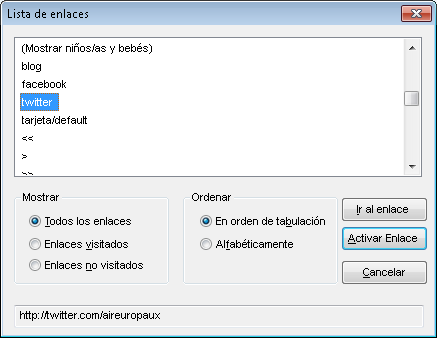 Lista de enlaces
(Mostrar niños/as y bebés)
blog
facebook
twitter
tarjeta/default
<<
>
>>
Mostrar
Todos los enlaces
Enlaces visitados
Enlaces no visitados
Ordenar
En orden de tabulación
Alfabéticamente
Ir al enlace
Activar Enlace
Cancelar
http://twitter.com/aireuropaux